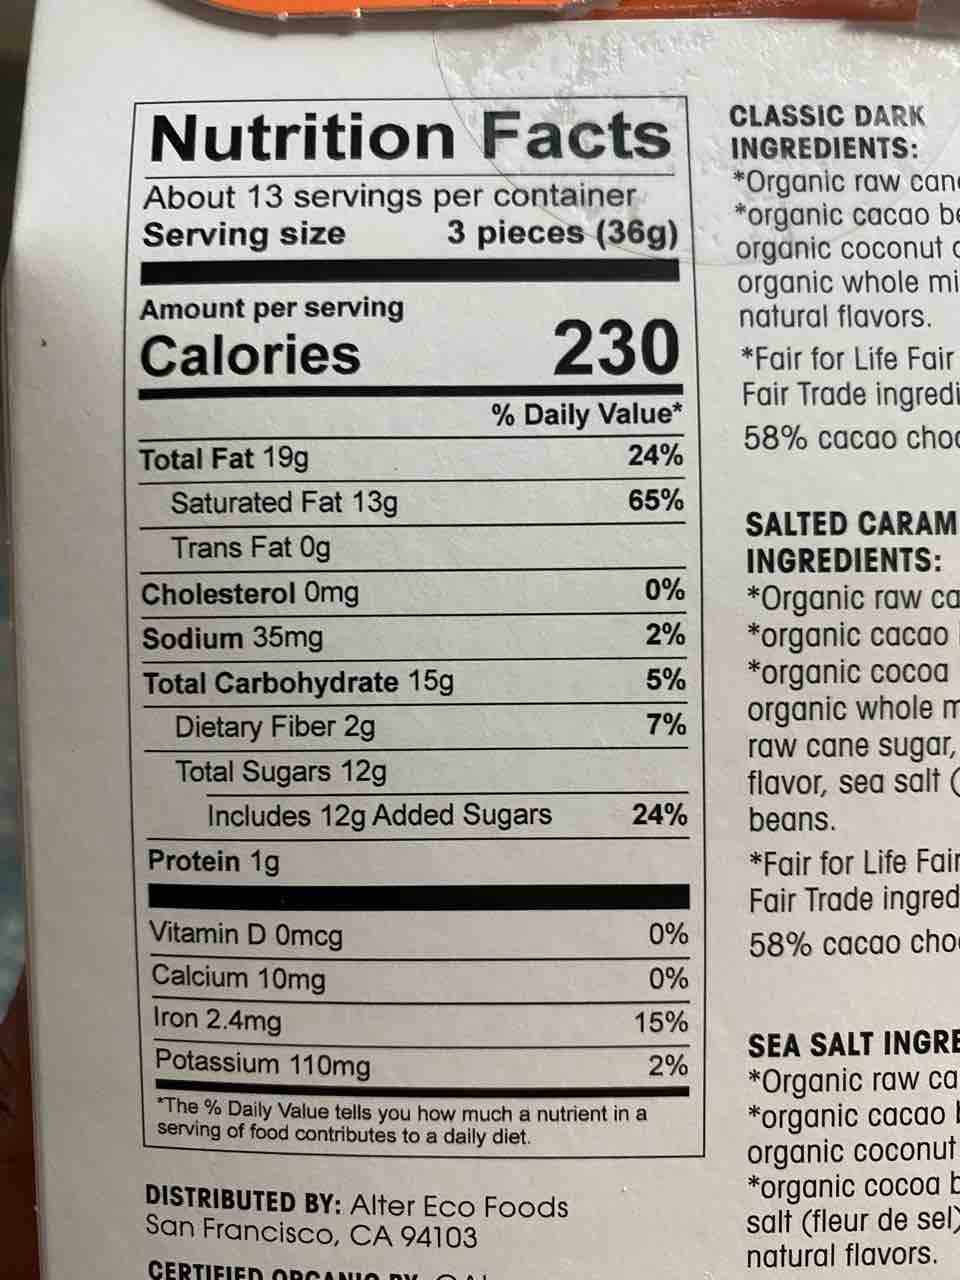 Nutrition Facts
About 13 servings per container
Serving size 3 pieces (36g)
Amount per serving
Calories 230
% Daily Value*
Total Fat 19g 24%
Saturated Fat 13g 65%
Trans Fat 0g
Cholesterol 0mg 0%
Sodium 35mg 2%
Total Carbohydrate 15g 5%
Dietary Fiber 2g 7%
Total Sugars 12g
Includes 12g Added Sugars 24%
Protein 1g
Vitamin D 0mcg 0%
Calcium 10mg 0%
Iron 2.4mg 15%
Potassium 110mg 2%
*The % Daily Value tells you how much a nutrient in a
serving of food contributes to a daily diet.
DISTRIBUTED BY: Alter Eco Foods
San Francisco, CA 94103
CERTIFIED ORGANIC BY
CLASSIC DARK
INGREDIENTS:
*Organic raw
*organic cacao
organic coconut
organic whole
natural flavors.
*Fair for Life Fair
Fair Trade
58% cacao
SALTED
INGREDIENTS:
*Organic raw
*organic cacao
*organic cocoa
organic whole
raw cane sugar,
flavor, sea salt
beans.
*Fair for Life
Fair Trade
58% cacao
SEA SALT
*Organic raw
*organic cacao
organic coconut
*organic cocoa
salt (fleur de sel)
natural flavors.